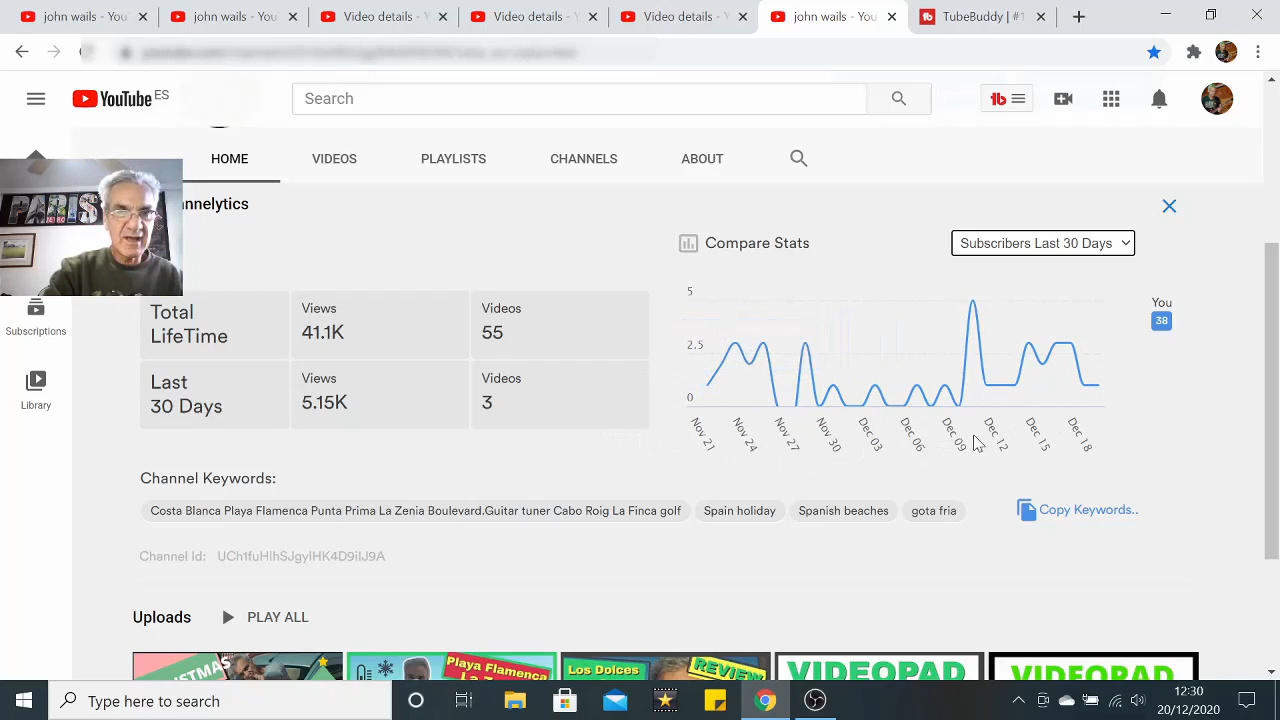 john wails - You
john wails - You
Video details - 
Video details - 
Video details - 
john wails - You
TubeBuddy | #1
YouTube ES
Search
tb
HOME
VIDEOS
PLAYLISTS
CHANNELS
ABOUT
PARIS
nnelytics
Compare Stats
Subscribers Last 30 Days
Total
LifeTime
Views
41.1K
Videos
55
Last
30 Days
Views
5.15K
Videos
3
5
2.5
0
You
38
Nov 21
Nov 24
Nov 27
Nov 30
Dec 03
Dec 06
Dec 09
Dec 12
Dec 15
Dec 18
Subscriptions
Library
Channel Keywords:
Costa Blanca Playa Flamenca Punta Prima La Zenia Boulevard.Guitar tuner Cabo Roig La Finca golf
Spain holiday
Spanish beaches
gota fria
Copy Keywords..
Channel Id: UCh1fuHlhSJgyIHK4D9iIJ9A
Uploads
PLAY ALL
CHRISTMAS
Playa Flamenca
Los Dolces
REVIEW
VIDEOPAD
VIDEOPAD
Type here to search
12:30
20/12/2020